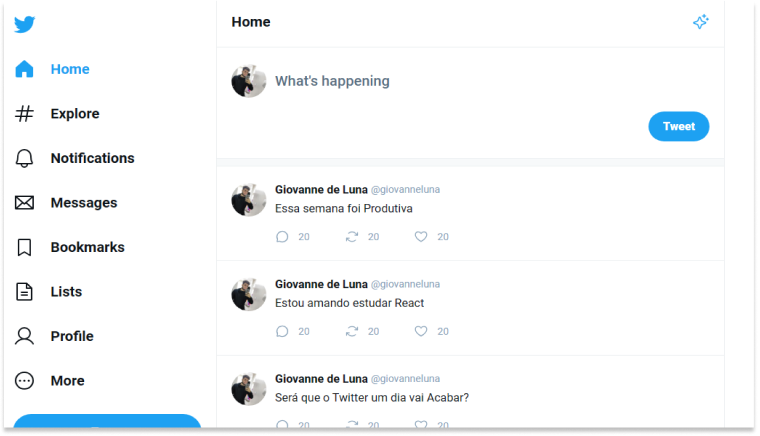 Home
Explore
Notifications
Messages
Bookmarks
Lists
Profile
More
Home
What's happening
Tweet
Giovanne de Luna @giovanneluna
Essa semana foi Produtiva
20 20 20
Giovanne de Luna @giovanneluna
Estou amando estudar React
20 20 20
Giovanne de Luna @giovanneluna
Será que o Twitter um dia vai Acabar?
20 20 20